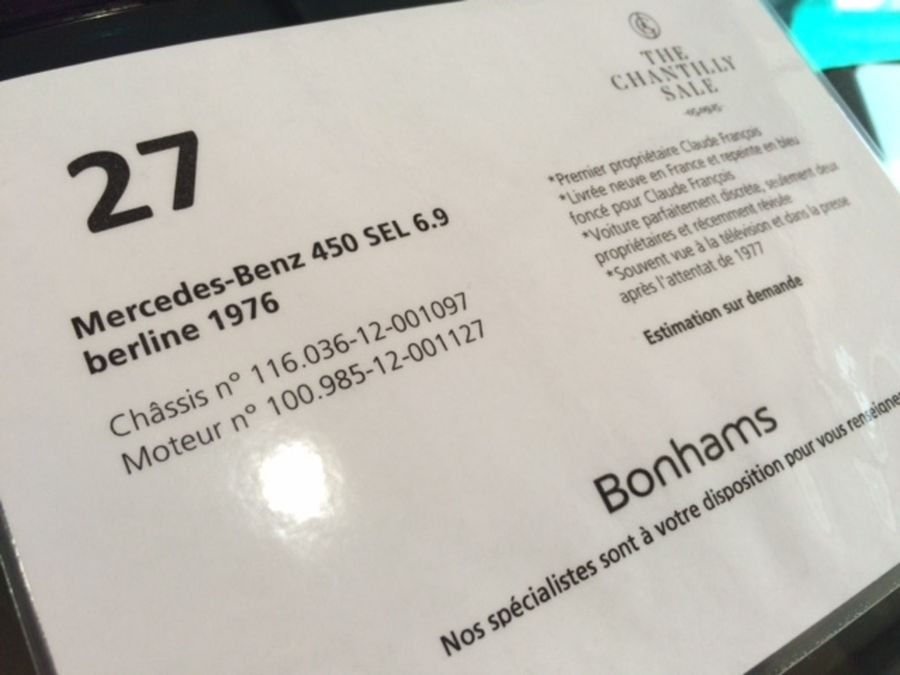 27
Mercedes-Benz 450 SEL 6.9
berline 1976
Châssis n° 116.036-12-001097
Moteur n° 100.985-12-001127
THE
CHANTILLY
SALE
*Premier propriétaire Claude François
*Livrée neuve en France et repeinte en bleu
foncé pour Claude François
*Voiture parfaitement discrète, seulement deux
propriétaires et récemment révisée
*Souvent vue à la télévision et dans la presse
après l'attentat de 1977
Estimation sur demande
Bonhams
Nos spécialistes sont à votre disposition pour vous renseigner